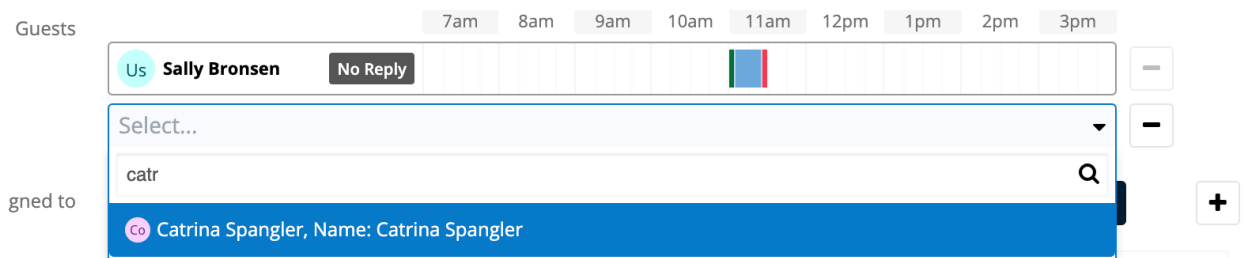 Guests
7am 8am 9am 10am 11am 12pm 1pm 2pm 3pm
Us Sally Bronsen No Reply
Select...
catr
gned to
Co Catrina Spangler, Name: Catrina Spangler